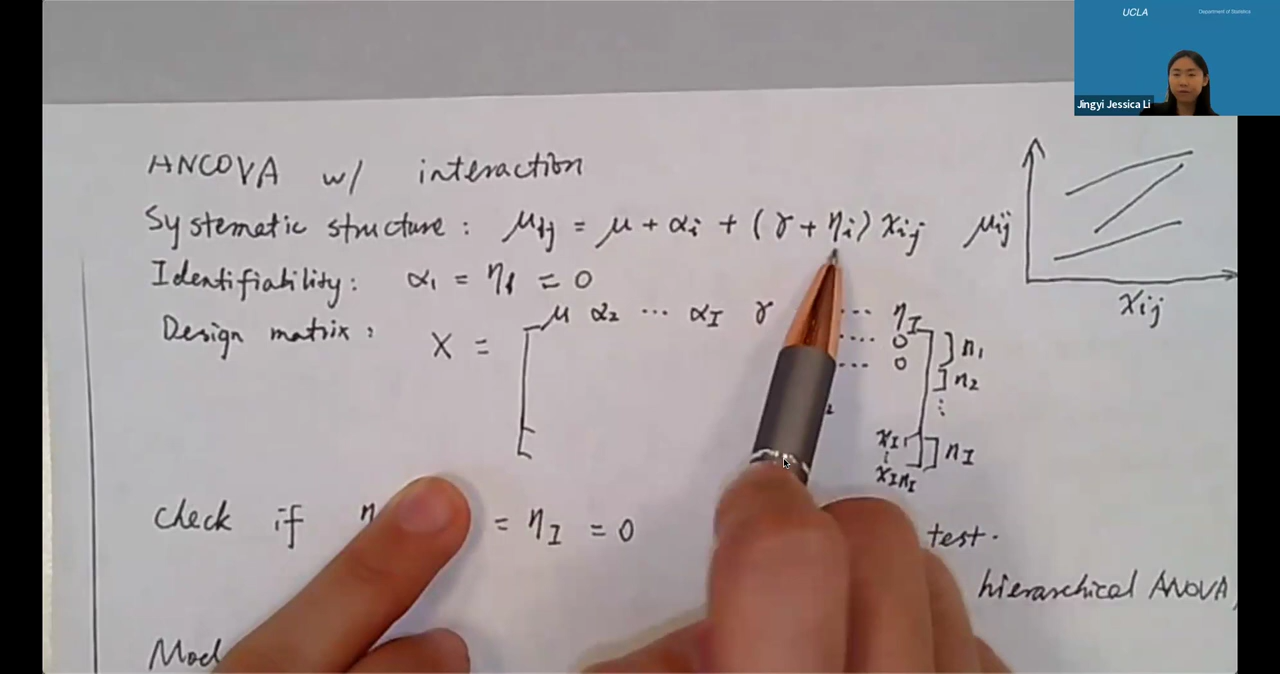 UCLA
Department of Statistics
Jingyi Jessica Li
ANCOVA w/ interaction
Systematic structure : μij = μ + αi + (γ + ηi) xij
μij
xij
Identifiability : α1 = η1 = 0
Design matrix : X =
μ α2 ... αI γ ... ηI
... 0 ] n1
... 0 ] n2
⋮
xI1 ] nI
⋮
xInI
check if η = ηI = 0
test.
hierarchical ANOVA,